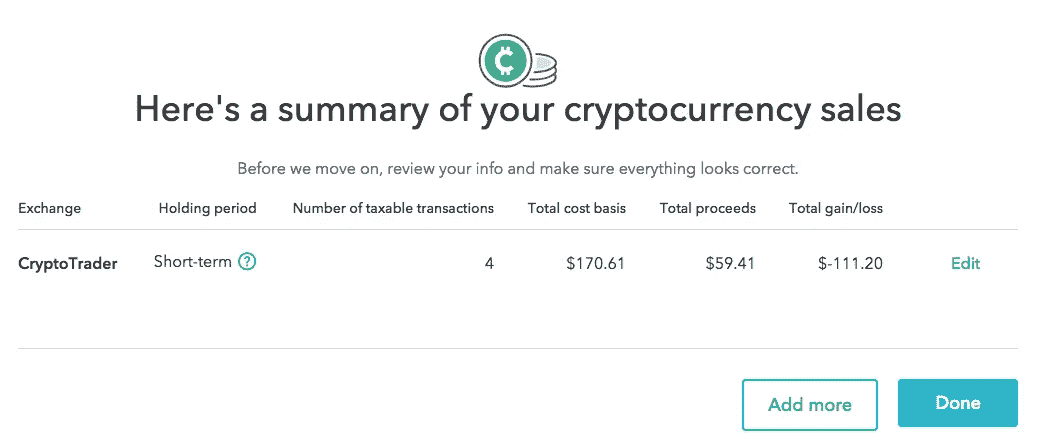 Here's a summary of your cryptocurrency sales
Before we move on, review your info and make sure everything looks correct.
Exchange Holding period Number of taxable transactions Total cost basis Total proceeds Total gain/loss
CryptoTrader Short-term ? 4 $170.61 $59.41 $-111.20 Edit
Add more Done